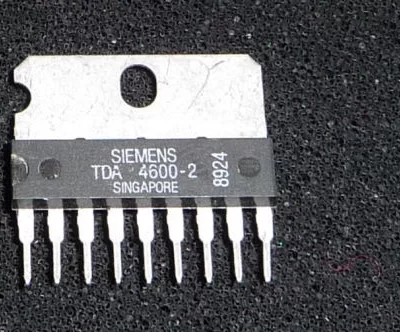 SIEMENS
TDA 4600-2
SINGAPORE
8924